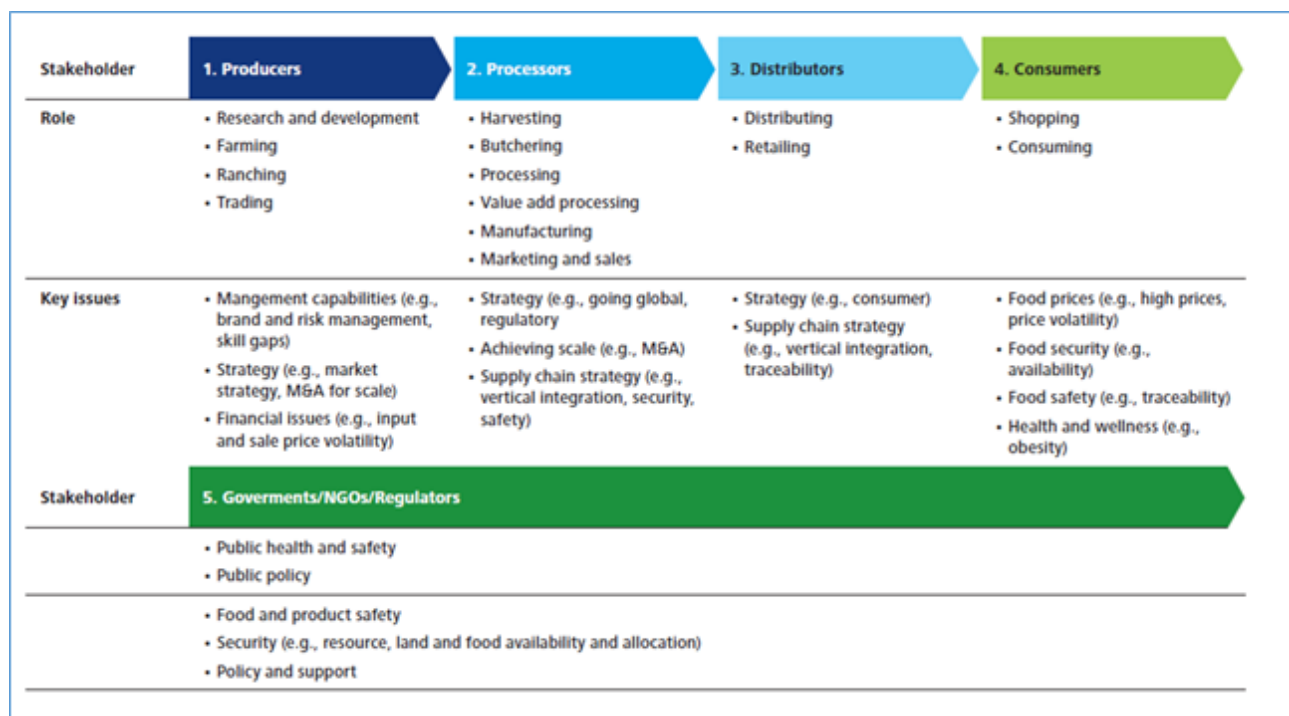 Stakeholder
1. Producers
2. Processors
3. Distributors
4. Consumers
Role
• Research and development
• Farming
• Ranching
• Trading
• Harvesting
• Butchering
• Processing
• Value add processing
• Manufacturing
• Marketing and sales
• Distributing
• Retailing
• Shopping
• Consuming
Key issues
• Mangement capabilities (e.g.,
brand and risk management,
skill gaps)
• Strategy (e.g., market
strategy, M&A for scale)
• Financial issues (e.g., input
and sale price volatility)
• Strategy (e.g., going global,
regulatory
• Achieving scale (e.g., M&A)
• Supply chain strategy (e.g.,
vertical integration, security,
safety)
• Strategy (e.g., consumer)
• Supply chain strategy
(e.g., vertical integration,
traceability)
• Food prices (e.g., high prices,
price volatility)
• Food security (e.g.,
availability)
• Food safety (e.g., traceability)
• Health and wellness (e.g.,
obesity)
Stakeholder
5. Goverments/NGOs/Regulators
• Public health and safety
• Public policy
• Food and product safety
• Security (e.g., resource, land and food availability and allocation)
• Policy and support